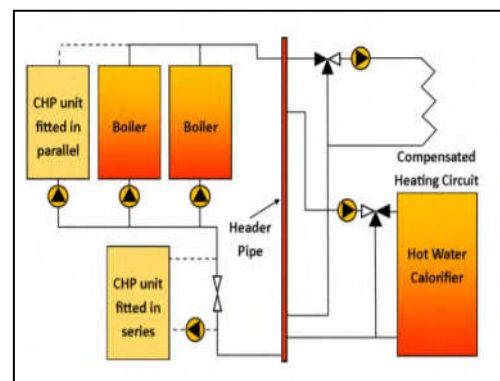 CHP unit
fitted in
parallel
Boiler
Boiler
Compensated
Heating Circuit
Header
Pipe
Hot Water
Calorifier
CHP unit
fitted in
series